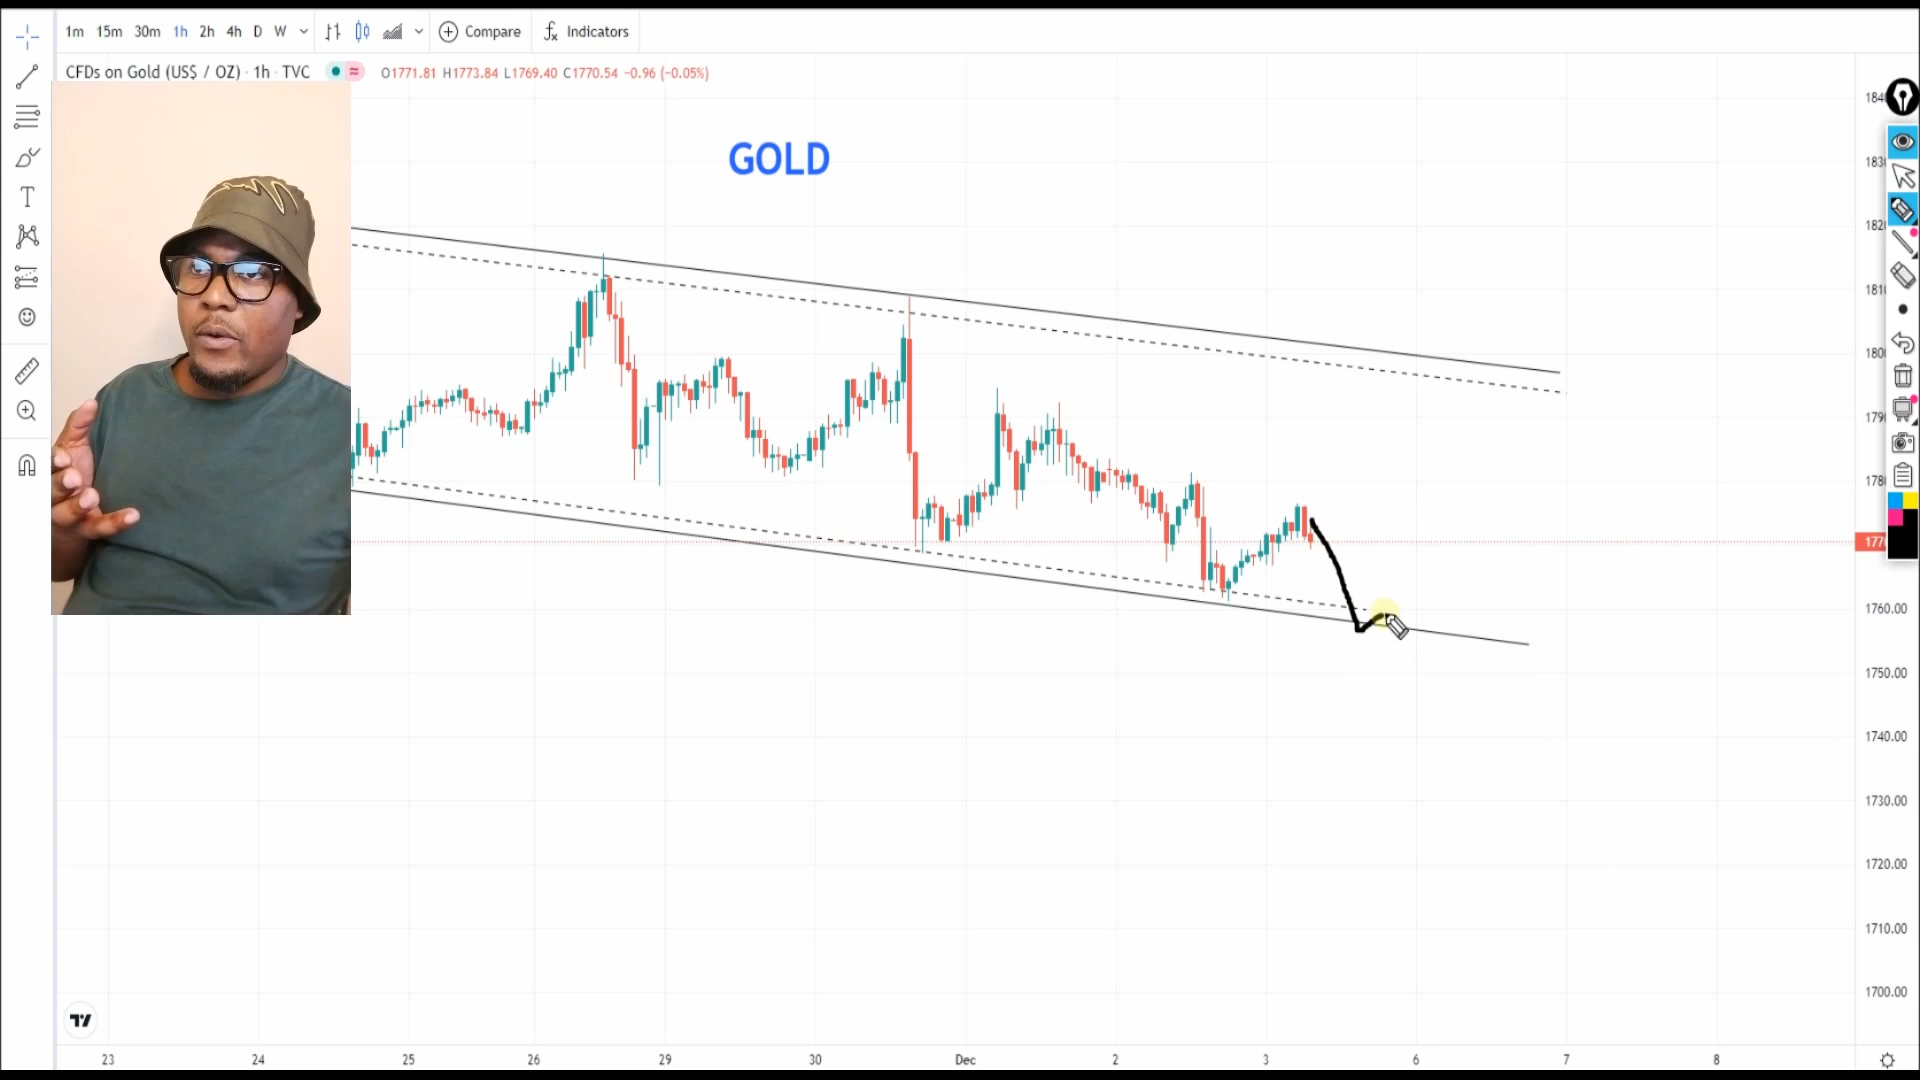 1m 15m 30m 1h 2h 4h D W Compare fx Indicators
CFDs on Gold (US$ / OZ) · 1h · TVC O1771.81 H1773.84 L1769.40 C1770.54 −0.96 (−0.05%)
GOLD
1760.00
1750.00
1740.00
1730.00
1720.00
1710.00
1700.00
23 24 25 26 29 30 Dec 2 3 6 7 8